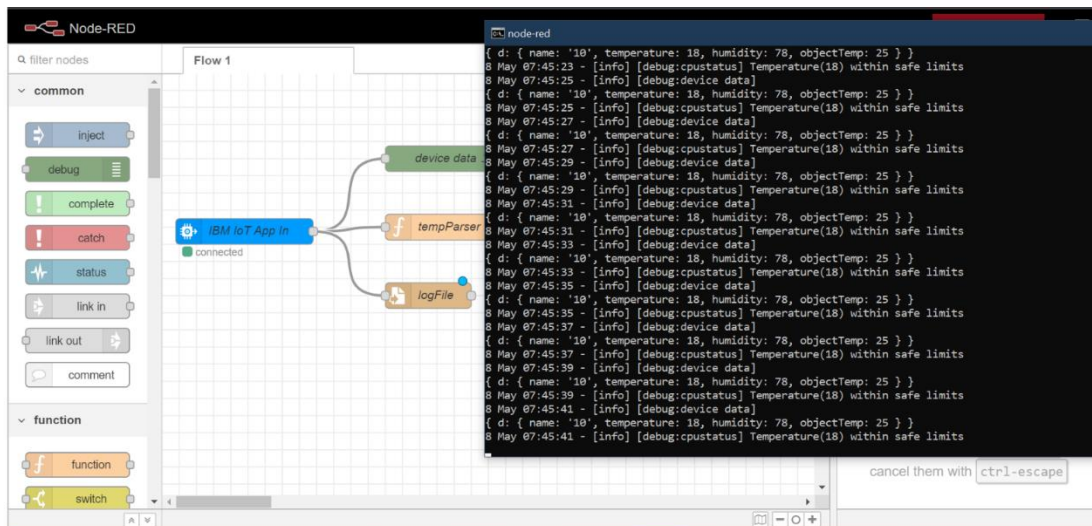 Node-RED
filter nodes
Flow 1
common
inject
debug
complete
catch
status
link in
link out
comment
function
function
switch
IBM IoT App In
connected
device data
tempParser
logFile
node-red
{ d: { name: '10', temperature: 18, humidity: 78, objectTemp: 25 } }
8 May 07:45:23 - [info] [debug:cpustatus] Temperature(18) within safe limits
8 May 07:45:25 - [info] [debug:device data]
{ d: { name: '10', temperature: 18, humidity: 78, objectTemp: 25 } }
8 May 07:45:25 - [info] [debug:cpustatus] Temperature(18) within safe limits
8 May 07:45:27 - [info] [debug:device data]
{ d: { name: '10', temperature: 18, humidity: 78, objectTemp: 25 } }
8 May 07:45:27 - [info] [debug:cpustatus] Temperature(18) within safe limits
8 May 07:45:29 - [info] [debug:device data]
{ d: { name: '10', temperature: 18, humidity: 78, objectTemp: 25 } }
8 May 07:45:29 - [info] [debug:cpustatus] Temperature(18) within safe limits
8 May 07:45:31 - [info] [debug:device data]
{ d: { name: '10', temperature: 18, humidity: 78, objectTemp: 25 } }
8 May 07:45:31 - [info] [debug:cpustatus] Temperature(18) within safe limits
8 May 07:45:33 - [info] [debug:device data]
{ d: { name: '10', temperature: 18, humidity: 78, objectTemp: 25 } }
8 May 07:45:33 - [info] [debug:cpustatus] Temperature(18) within safe limits
8 May 07:45:35 - [info] [debug:device data]
{ d: { name: '10', temperature: 18, humidity: 78, objectTemp: 25 } }
8 May 07:45:35 - [info] [debug:cpustatus] Temperature(18) within safe limits
8 May 07:45:37 - [info] [debug:device data]
{ d: { name: '10', temperature: 18, humidity: 78, objectTemp: 25 } }
8 May 07:45:37 - [info] [debug:cpustatus] Temperature(18) within safe limits
8 May 07:45:39 - [info] [debug:device data]
{ d: { name: '10', temperature: 18, humidity: 78, objectTemp: 25 } }
8 May 07:45:39 - [info] [debug:cpustatus] Temperature(18) within safe limits
8 May 07:45:41 - [info] [debug:device data]
{ d: { name: '10', temperature: 18, humidity: 78, objectTemp: 25 } }
8 May 07:45:41 - [info] [debug:cpustatus] Temperature(18) within safe limits
cancel them with ctrl-escape